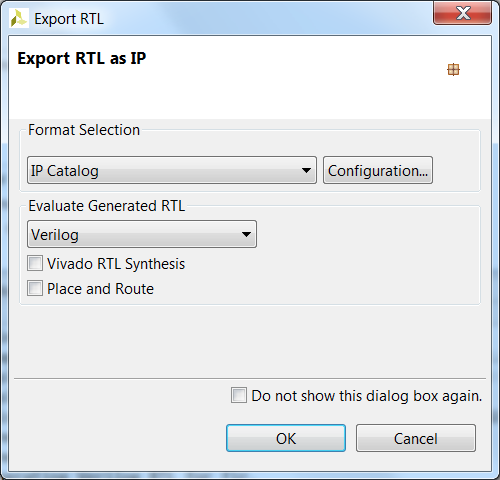 Export RTL
Export RTL as IP
Format Selection
IP Catalog
Configuration...
Evaluate Generated RTL
Verilog
Vivado RTL Synthesis
Place and Route
Do not show this dialog box again.
OK
Cancel